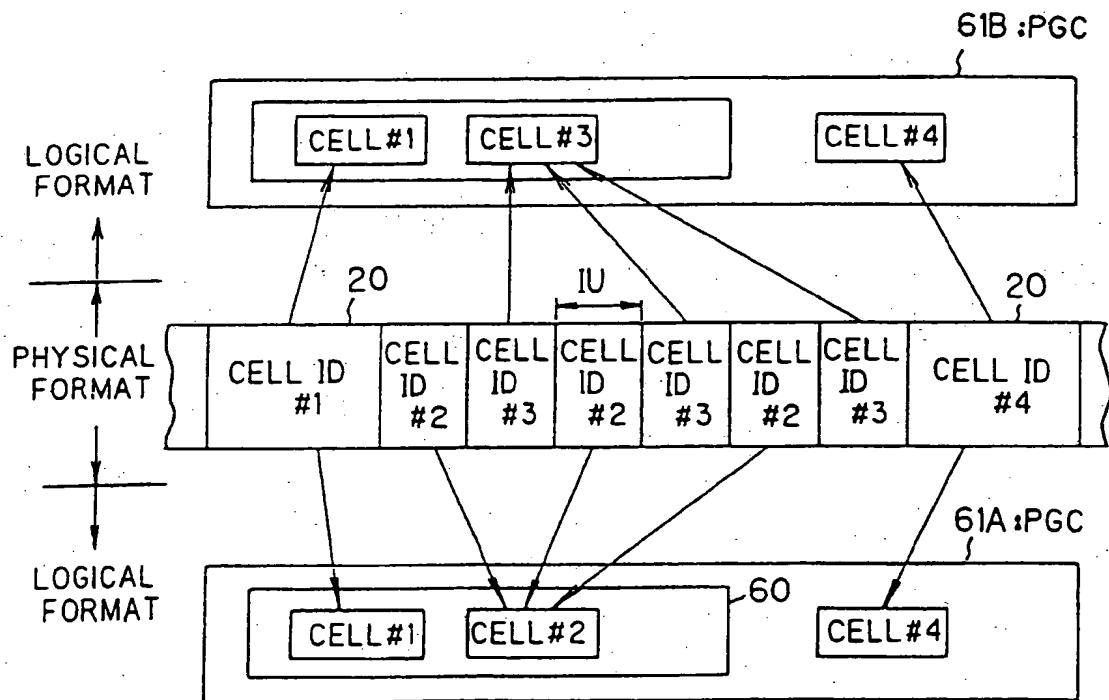 61B:PGC
CELL#1
CELL#3
CELL#4
LOGICAL
FORMAT
20
IU
20
PHYSICAL
FORMAT
CELL ID
#1
CELL
ID
#2
CELL
ID
#3
CELL
ID
#2
CELL
ID
#3
CELL
ID
#2
CELL
ID
#3
CELL ID
#4
61A:PGC
LOGICAL
FORMAT
60
CELL#1
CELL#2
CELL#4